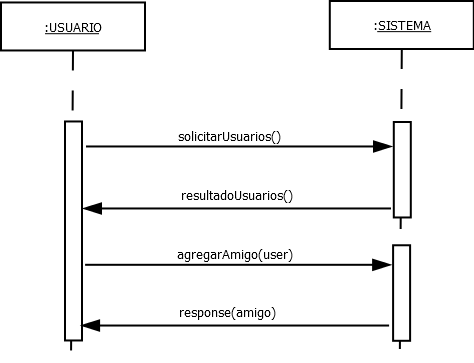 :USUARIO
:SISTEMA
solicitarUsuarios()
resultadoUsuarios()
agregarAmigo(user)
response(amigo)